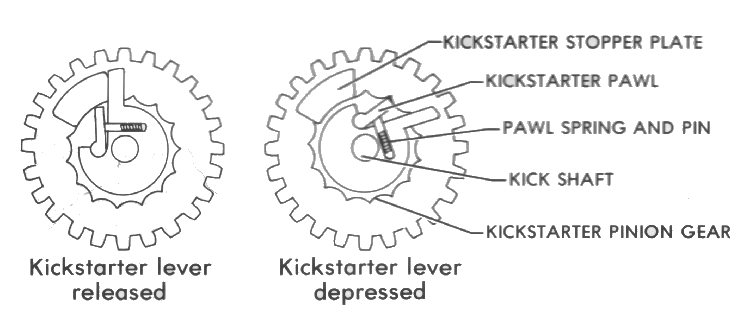 KICKSTARTER STOPPER PLATE
KICKSTARTER PAWL
PAWL SPRING AND PIN
KICK SHAFT
KICKSTARTER PINION GEAR
Kickstarter lever
released
Kickstarter lever
depressed